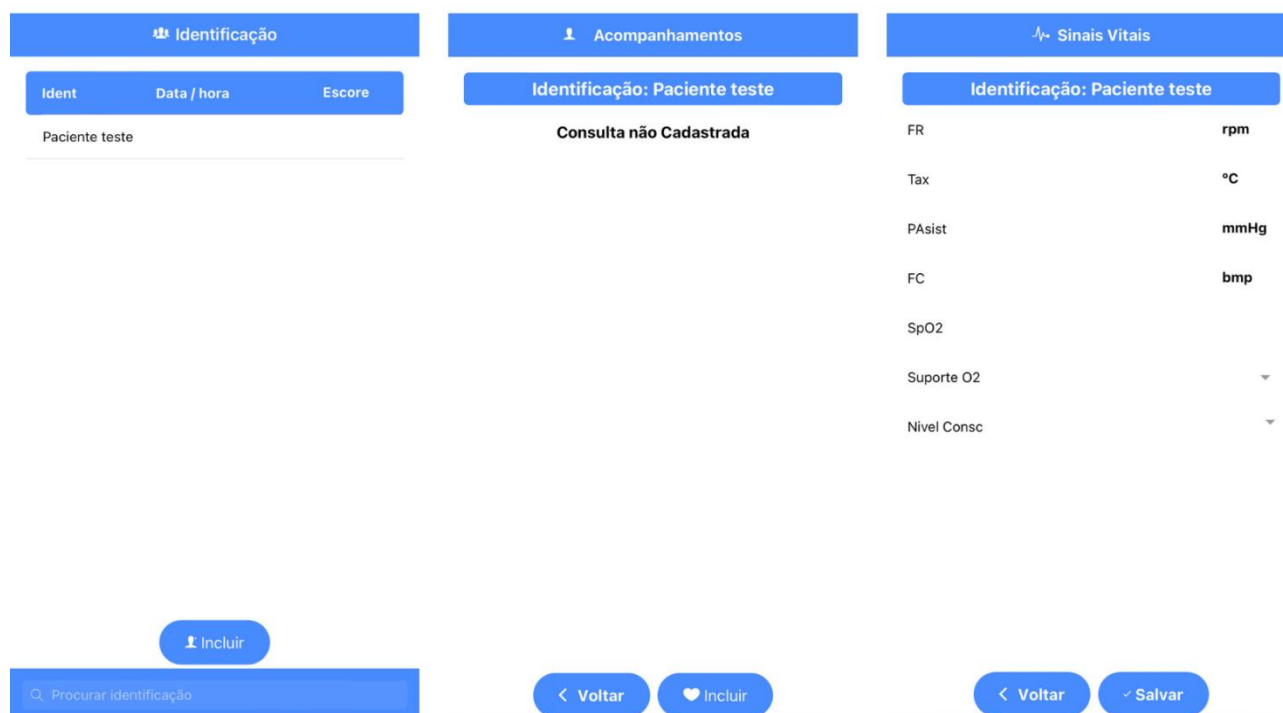 Identificação
Ident Data / hora Escore
Paciente teste
Incluir
Procurar identificação
Acompanhamentos
Identificação: Paciente teste
Consulta não Cadastrada
Voltar Incluir
Sinais Vitais
Identificação: Paciente teste
FR rpm
Tax ºC
PAsist mmHg
FC bmp
SpO2
Suporte O2
Nivel Consc
Voltar Salvar